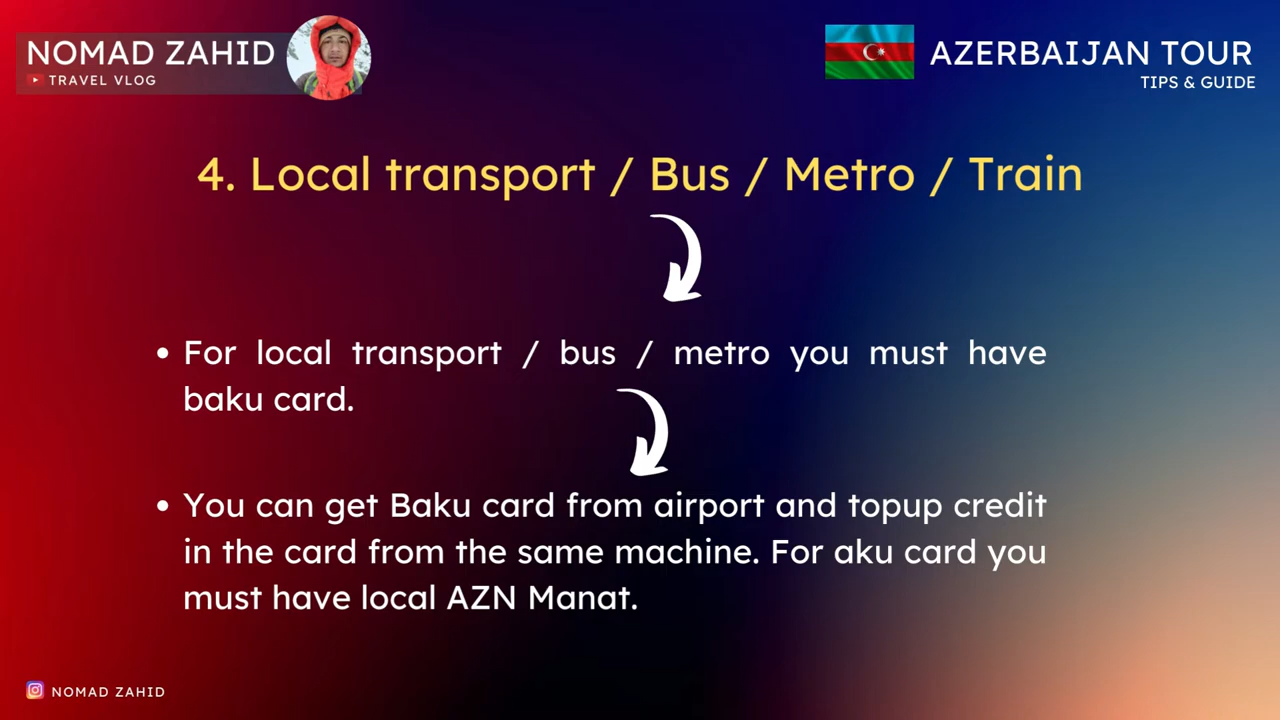 NOMAD ZAHID
TRAVEL VLOG
AZERBAIJAN TOUR
TIPS & GUIDE
4. Local transport / Bus / Metro / Train
• For local transport / bus / metro you must have
baku card.
• You can get Baku card from airport and topup credit
in the card from the same machine. For aku card you
must have local AZN Manat.
NOMAD ZAHID